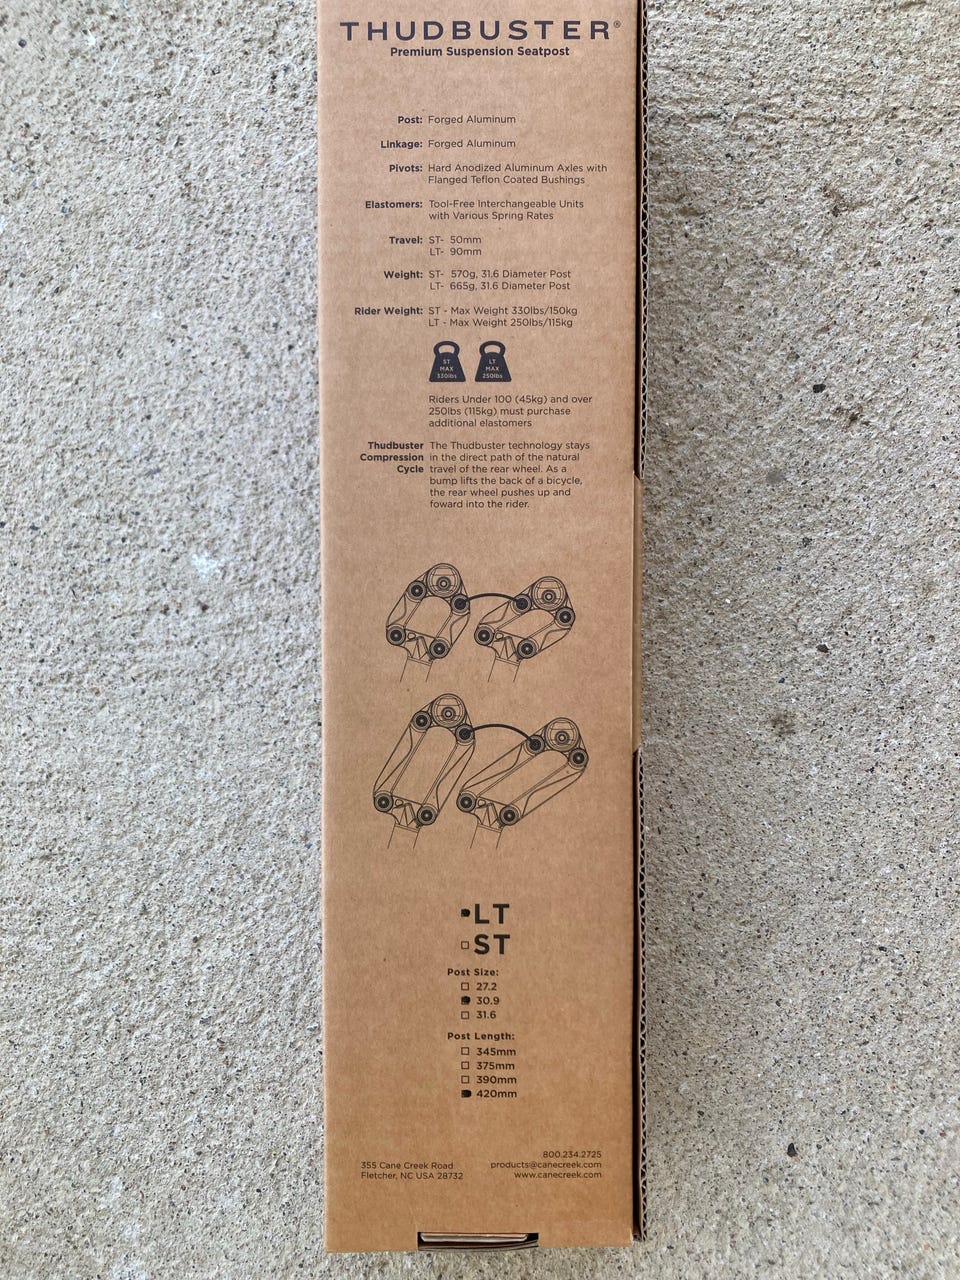 THUDBUSTER®
Premium Suspension Seatpost
Post: Forged Aluminum
Linkage: Forged Aluminum
Pivots: Hard Anodized Aluminum Axles with
Flanged Teflon Coated Bushings
Elastomers: Tool-Free Interchangeable Units
with Various Spring Rates
Travel: ST- 50mm
LT- 90mm
Weight: ST- 570g, 31.6 Diameter Post
LT- 665g, 31.6 Diameter Post
Rider Weight: ST - Max Weight 330lbs/150kg
LT - Max Weight 250lbs/115kg
ST
MAX
330lbs
LT
MAX
250lbs
Riders Under 100 (45kg) and over
250lbs (115kg) must purchase
additional elastomers
Thudbuster The Thudbuster technology stays
Compression in the direct path of the natural
Cycle travel of the rear wheel. As a
bump lifts the back of a bicycle,
the rear wheel pushes up and
foward into the rider.
LT
ST
Post Size:
27.2
30.9
31.6
Post Length:
345mm
375mm
390mm
420mm
800.234.2725
355 Cane Creek Road products@canecreek.com
Fletcher, NC USA 28732 www.canecreek.com